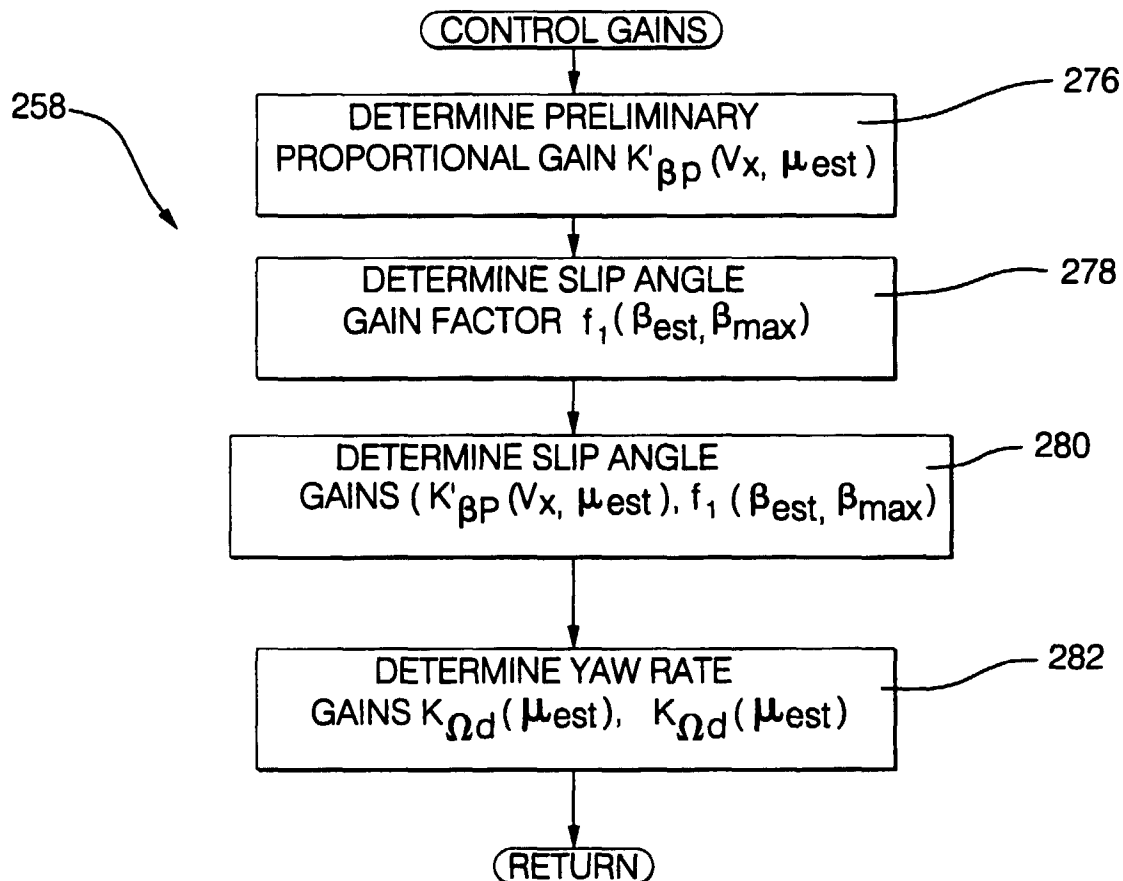 CONTROL GAINS
258
276
DETERMINE PRELIMINARY
PROPORTIONAL GAIN K'βp (Vx, μest)
278
DETERMINE SLIP ANGLE
GAIN FACTOR f1(βest, βmax)
280
DETERMINE SLIP ANGLE
GAINS (K'βP (Vx, μest), f1 (βest, βmax)
282
DETERMINE YAW RATE
GAINS KΩd(μest), KΩd(μest)
RETURN